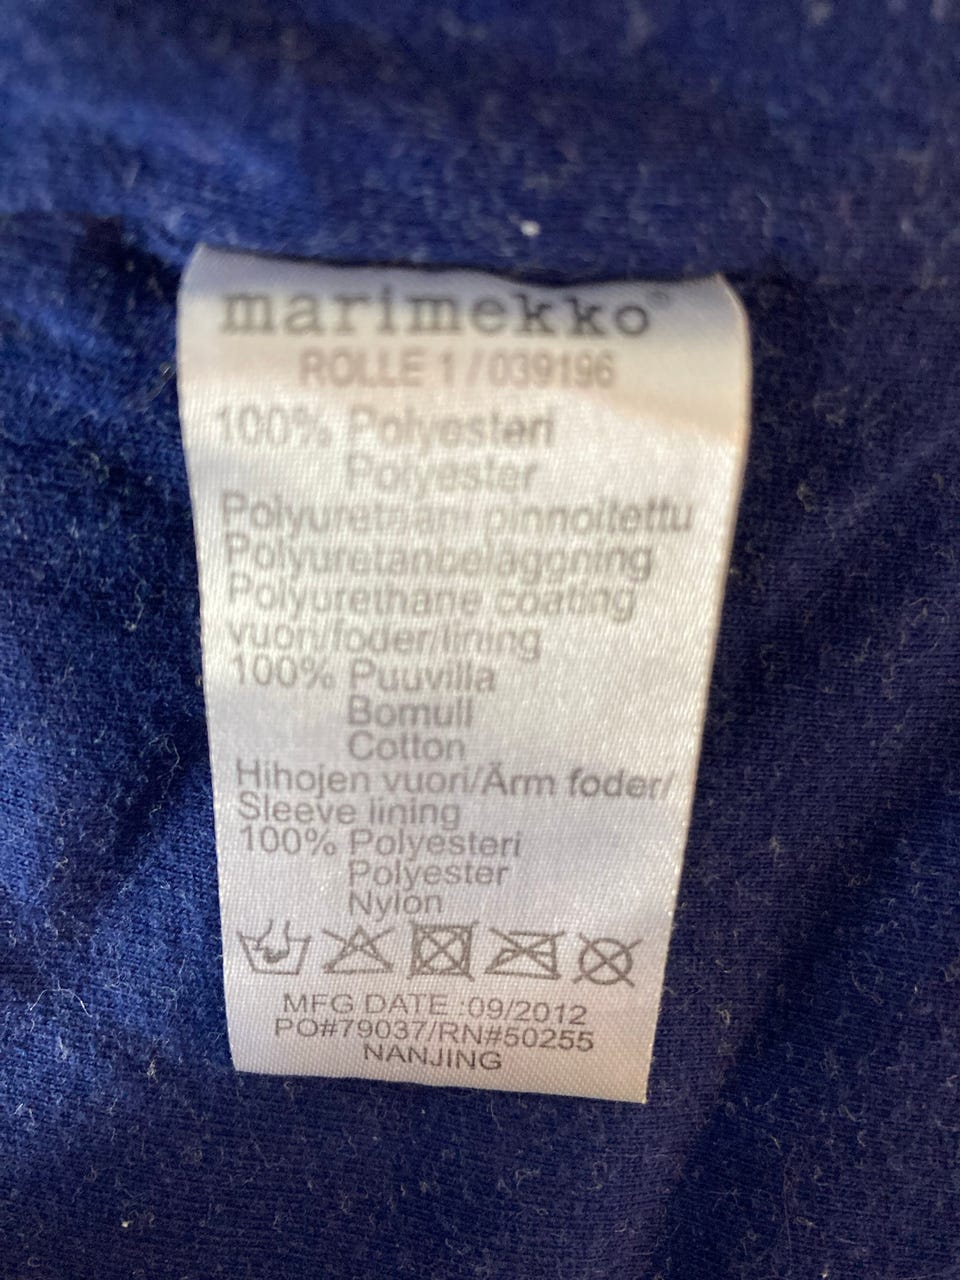 marimekko®
ROLLE 1 / 039196
100% Polyesteri
Polyester
Polyuretaani pinnoitettu
Polyuretanbeläggning
Polyurethane coating
vuori/foder/lining
100% Puuvilla
Bomull
Cotton
Hihojen vuori/Ärm foder/
Sleeve lining
100% Polyesteri
Polyester
Nylon
MFG DATE :09/2012
PO#79037/RN#50255
NANJING